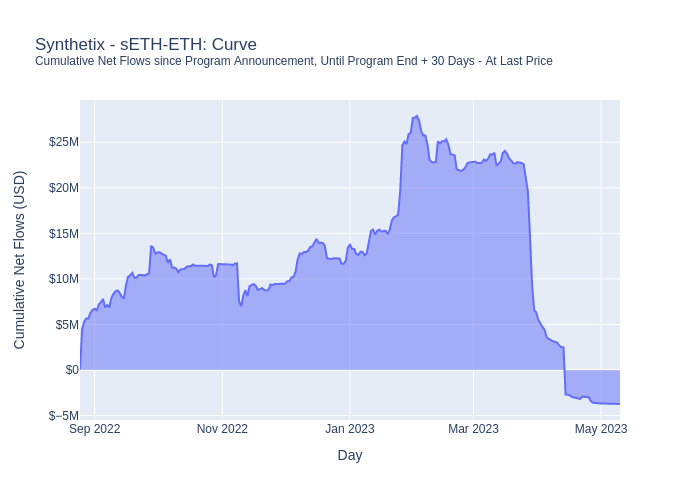 Synthetix - sETH-ETH: Curve
Cumulative Net Flows since Program Announcement, Until Program End + 30 Days - At Last Price
Cumulative Net Flows (USD)
$25M
$20M
$15M
$10M
$5M
$0
$−5M
Sep 2022 Nov 2022 Jan 2023 Mar 2023 May 2023
Day